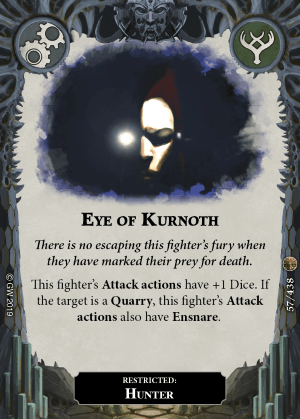 Eye of Kurnoth
There is no escaping this fighter's fury when
they have marked their prey for death.
This fighter's Attack actions have +1 Dice. If
the target is a Quarry, this fighter's Attack
actions also have Ensnare.
© GW 2019
57/438
RESTRICTED:
Hunter